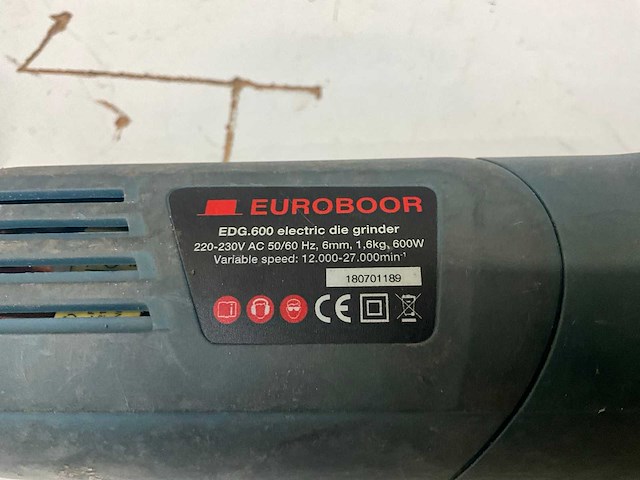 EUROBOOR
EDG.600 electric die grinder
220-230V AC 50/60 Hz, 6mm, 1,6kg, 600W
Variable speed: 12.000-27.000min⁻¹
180701189
CE